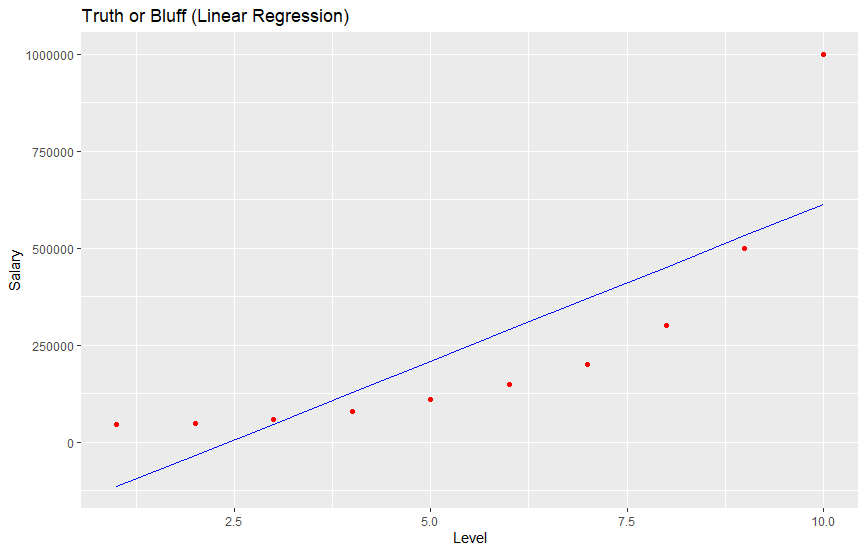 Truth or Bluff (Linear Regression)
1000000
750000
500000
250000
0
Salary
2.5 5.0 7.5 10.0
Level